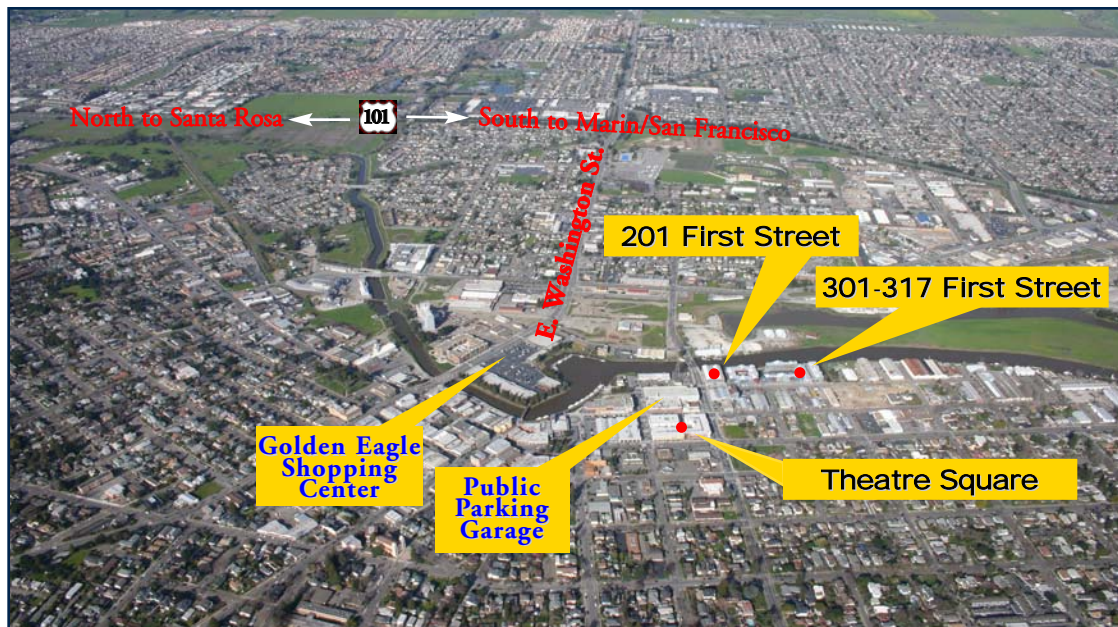 North to Santa Rosa
101
South to Marin/San Francisco
E. Washington St.
201 First Street
301-317 First Street
Golden Eagle
Shopping
Center
Public
Parking
Garage
Theatre Square